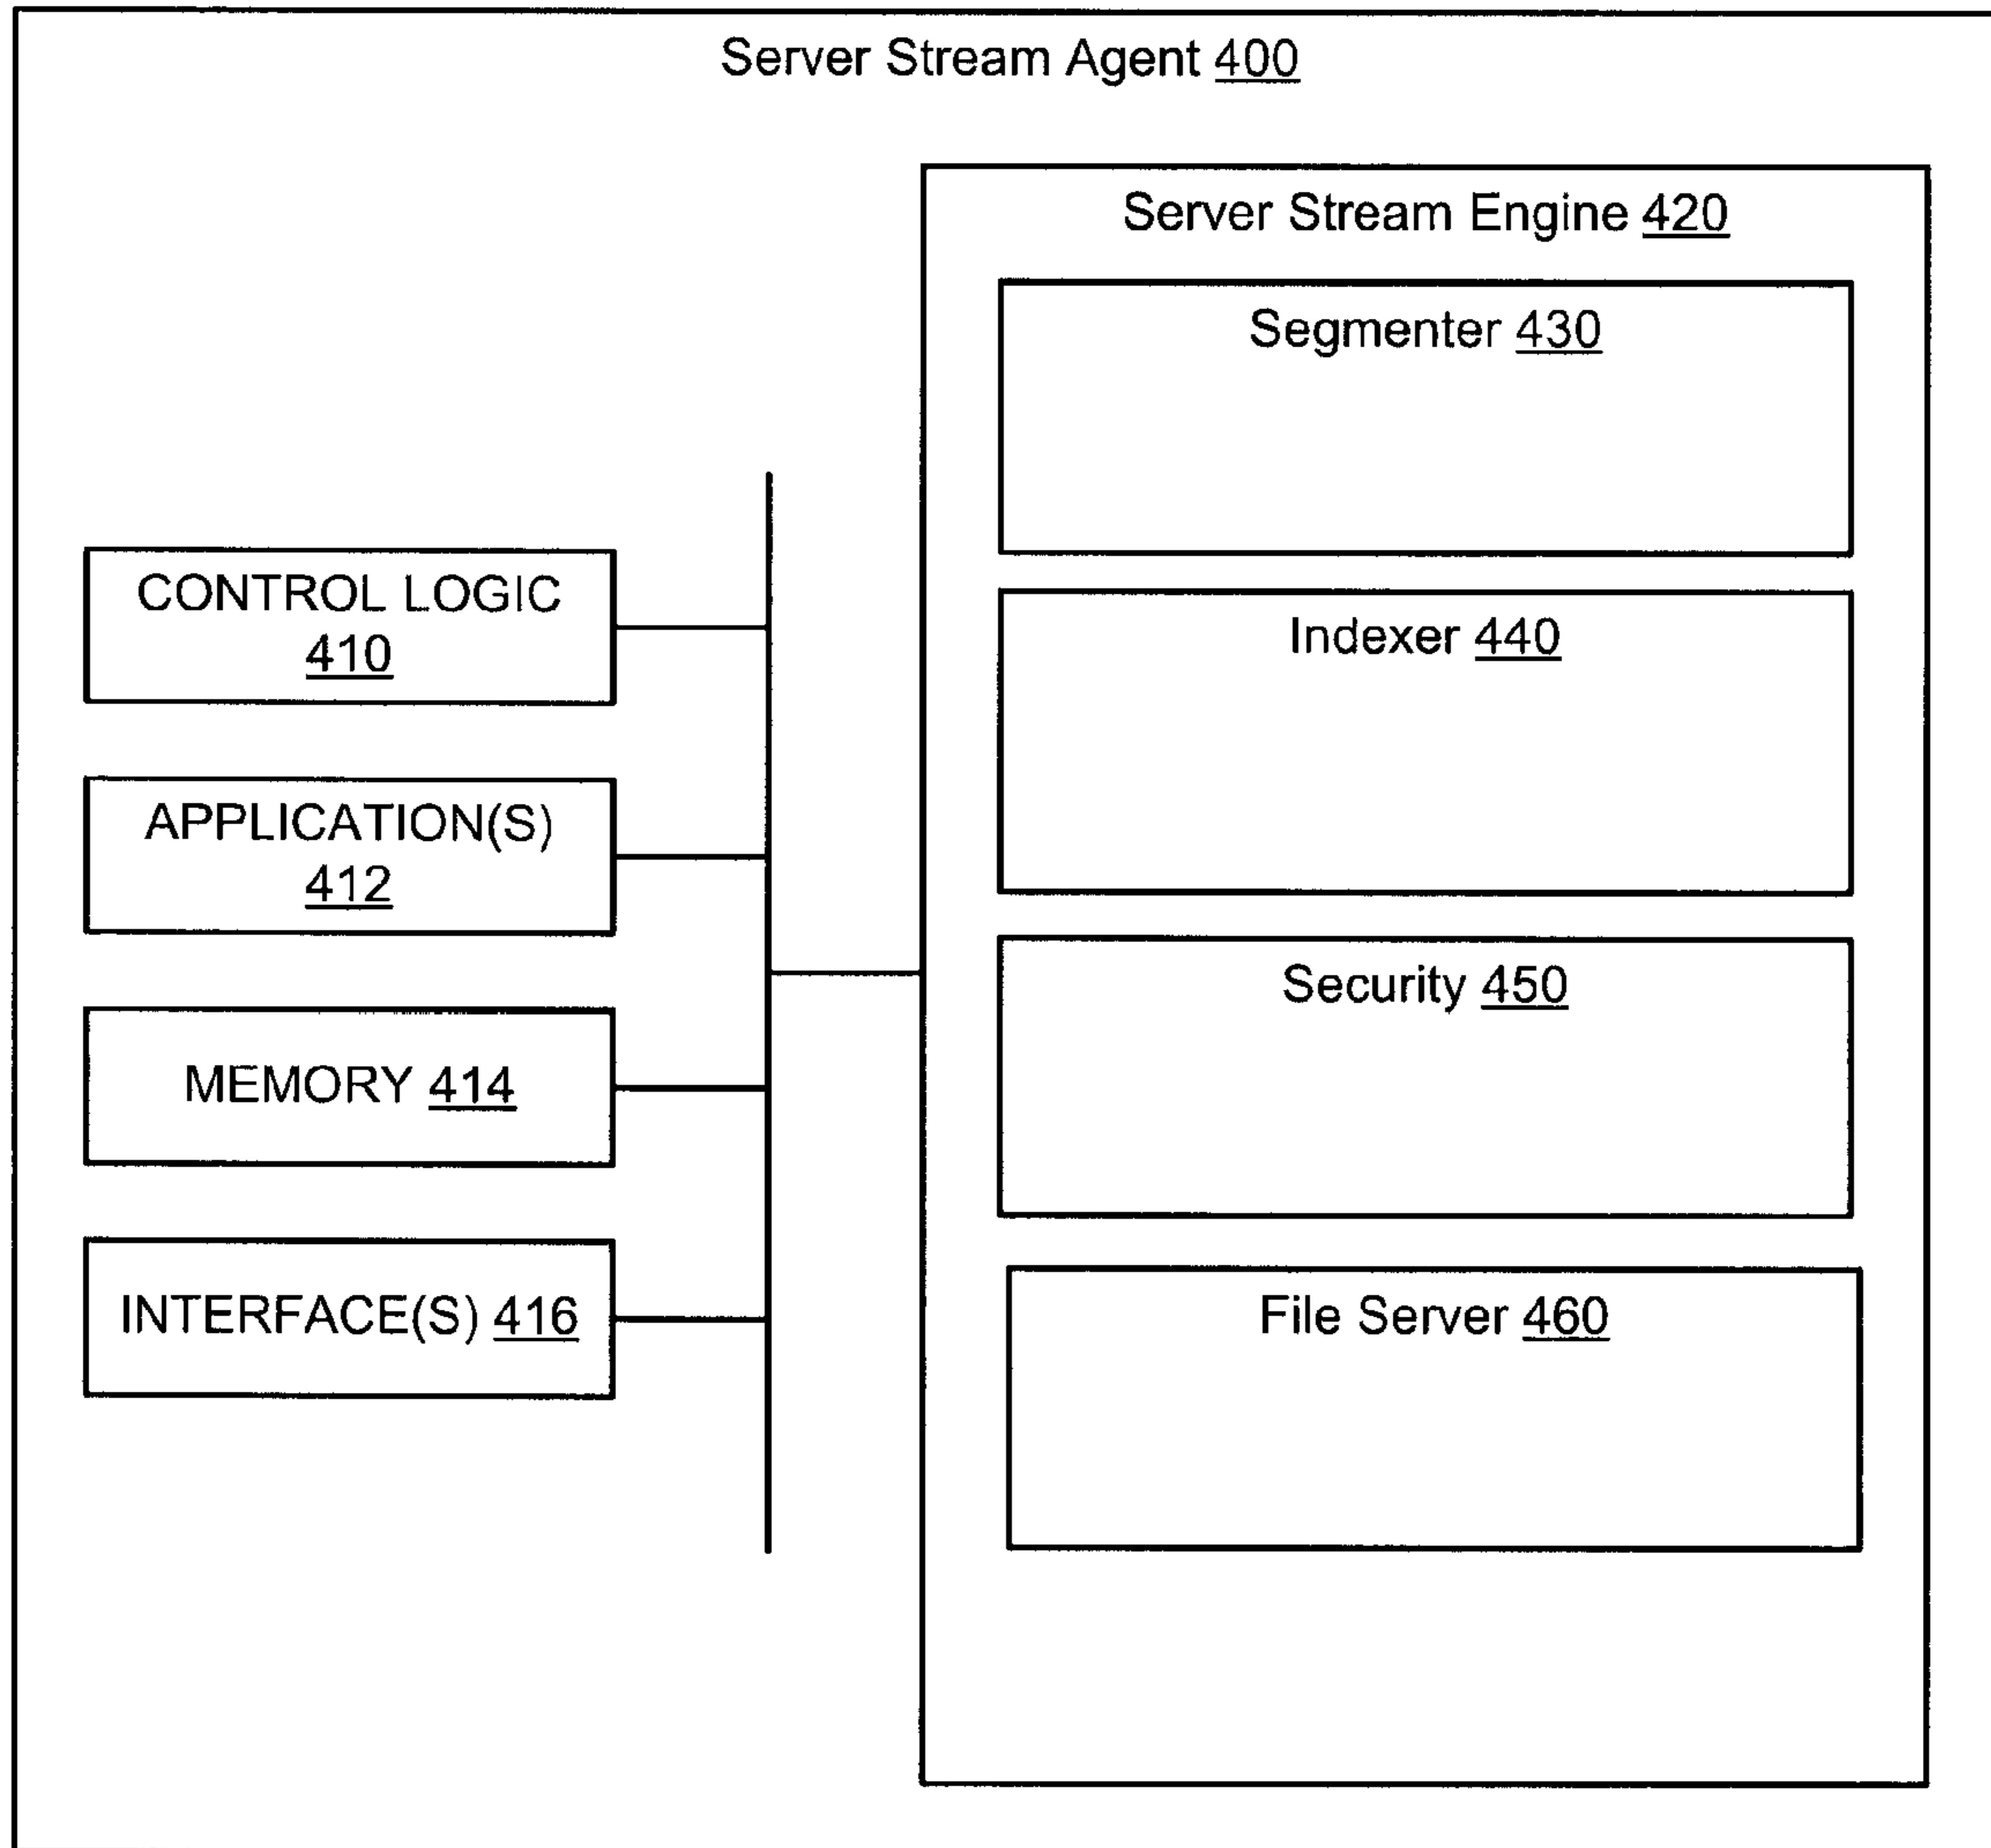 Server Stream Agent 400
Server Stream Engine 420
Segmenter 430
Indexer 440
Security 450
File Server 460
CONTROL LOGIC
410
APPLICATION(S)
412
MEMORY 414
INTERFACE(S) 416